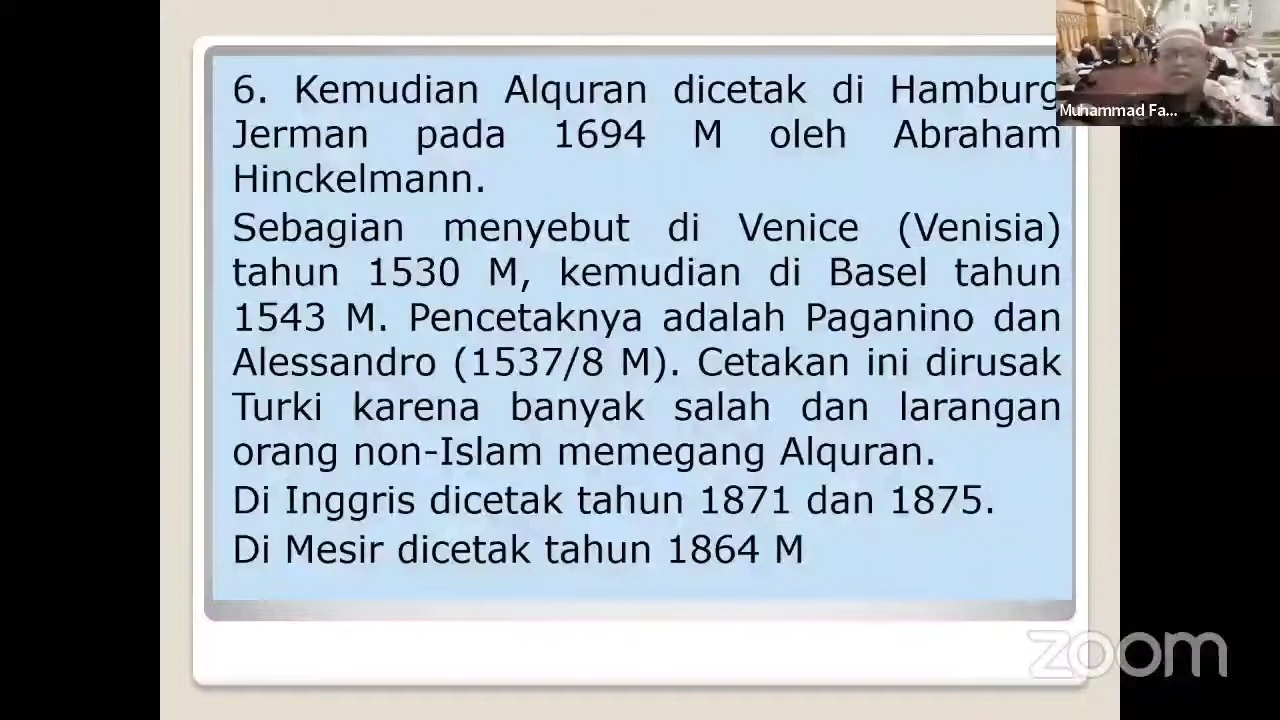 6. Kemudian Alquran dicetak di Hamburg
Jerman pada 1694 M oleh Abraham
Hinckelmann.
Sebagian menyebut di Venice (Venisia)
tahun 1530 M, kemudian di Basel tahun
1543 M. Pencetaknya adalah Paganino dan
Alessandro (1537/8 M). Cetakan ini dirusak
Turki karena banyak salah dan larangan
orang non-Islam memegang Alquran.
Di Inggris dicetak tahun 1871 dan 1875.
Di Mesir dicetak tahun 1864 M
Muhammad Fa...
zoom